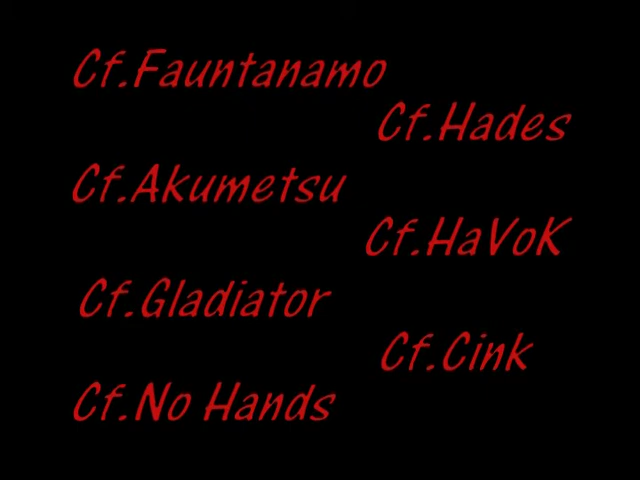 Cf.Fauntanamo
Cf.Hades
Cf.Akumetsu
Cf.HaVoK
Cf.Gladiator
Cf.Cink
Cf.No Hands